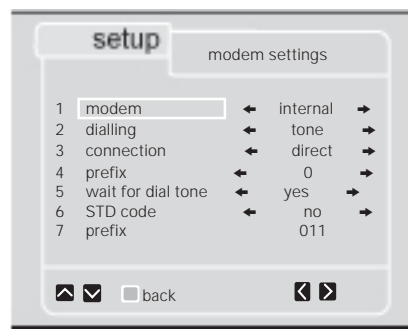 setup
modem settings
1 modem internal
2 dialling tone
3 connection direct
4 prefix 0
5 wait for dial tone yes
6 STD code no
7 prefix 011
back